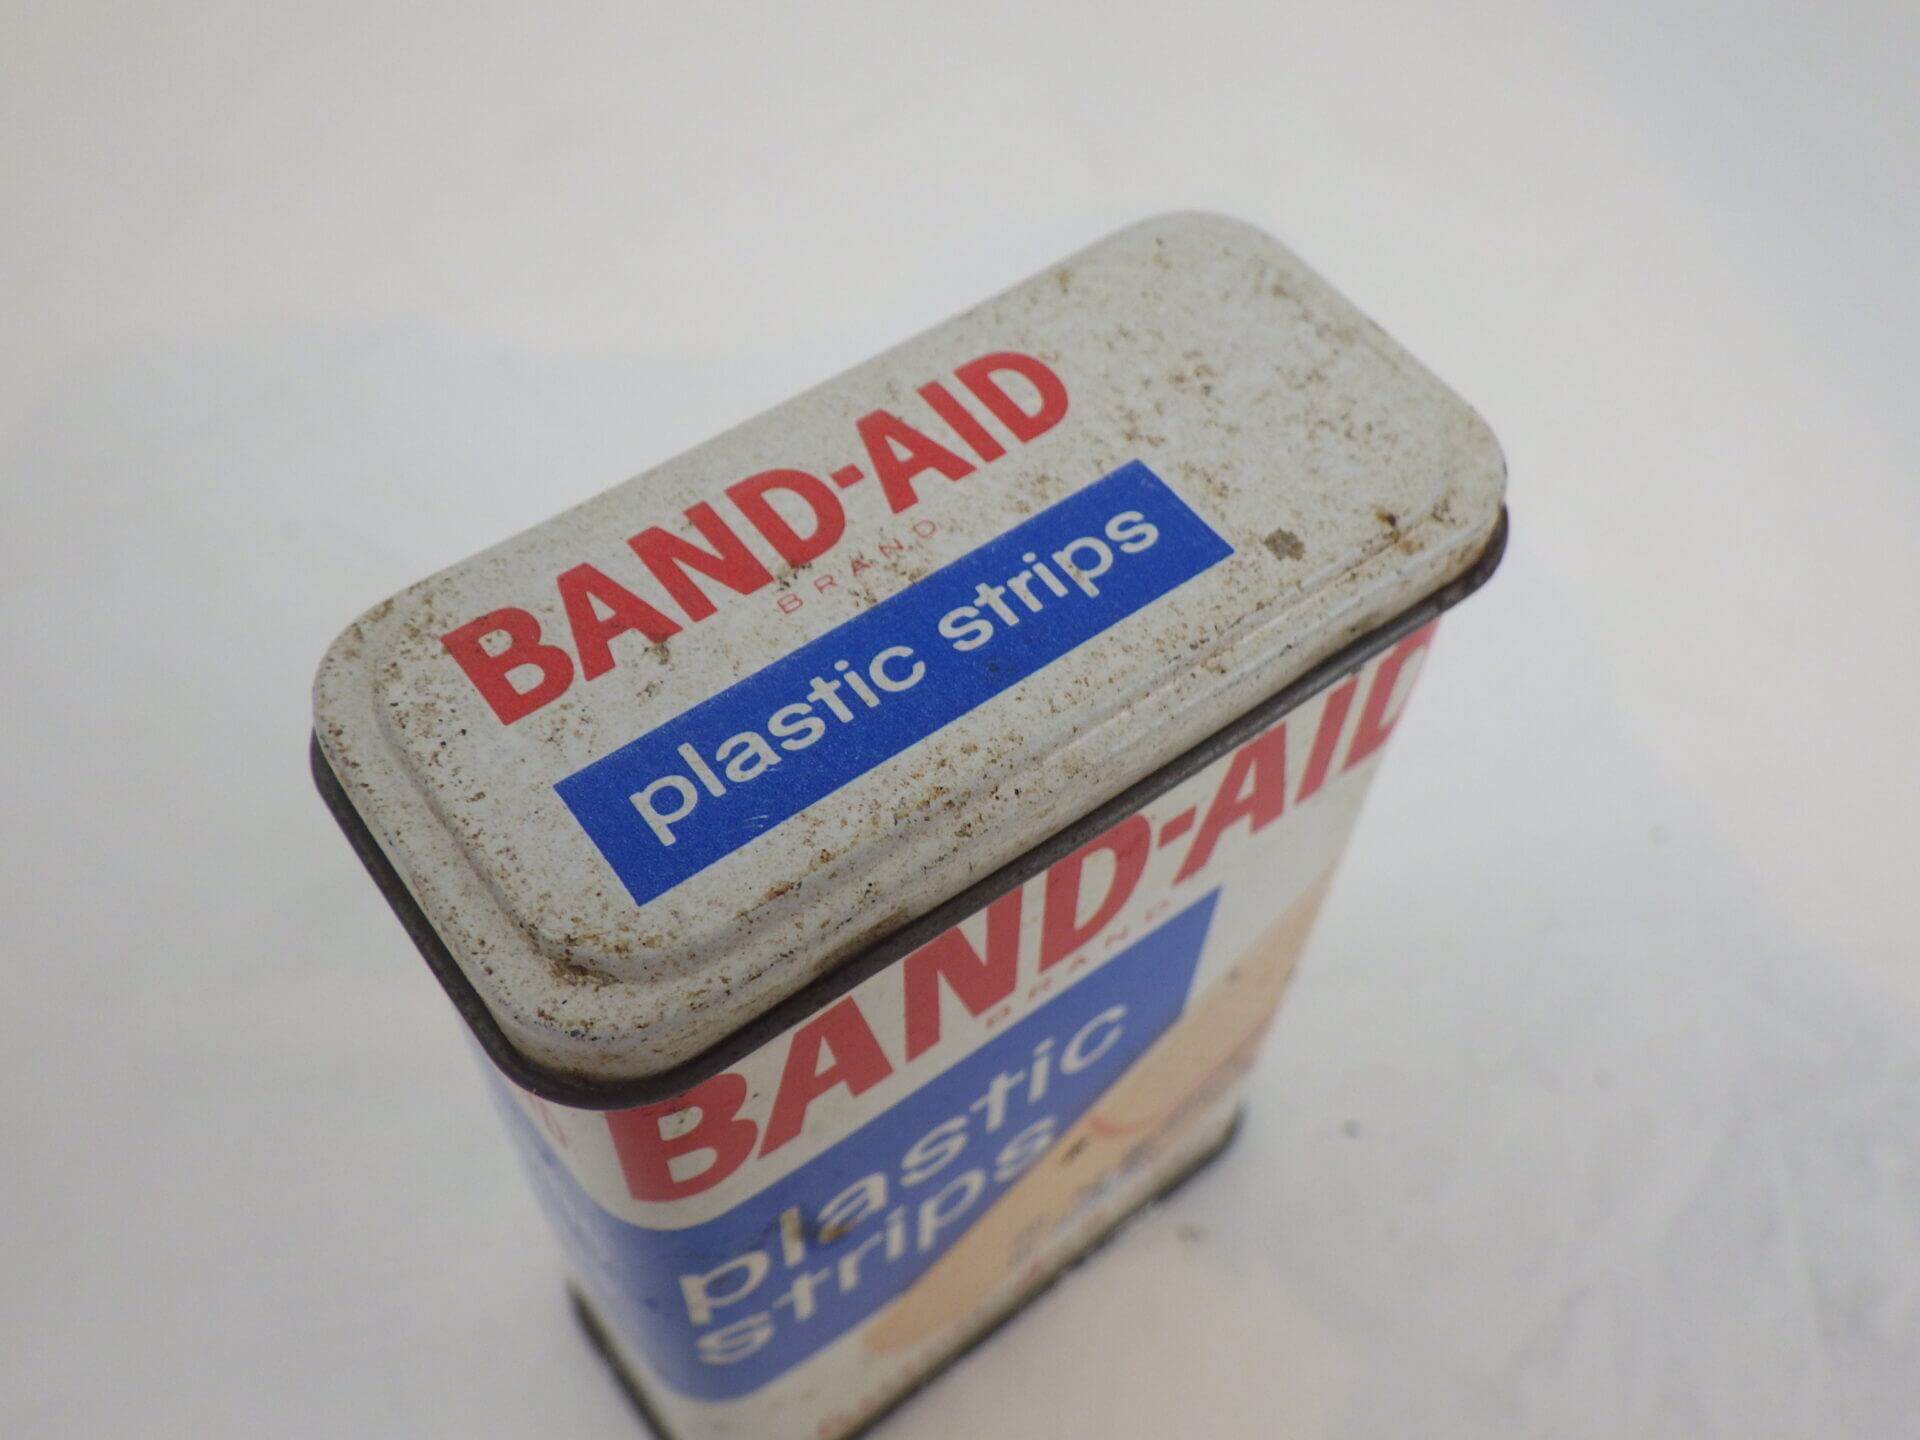 BAND-AID
BRAND
plastic strips
BAND-AID
BRAND
plastic
strips